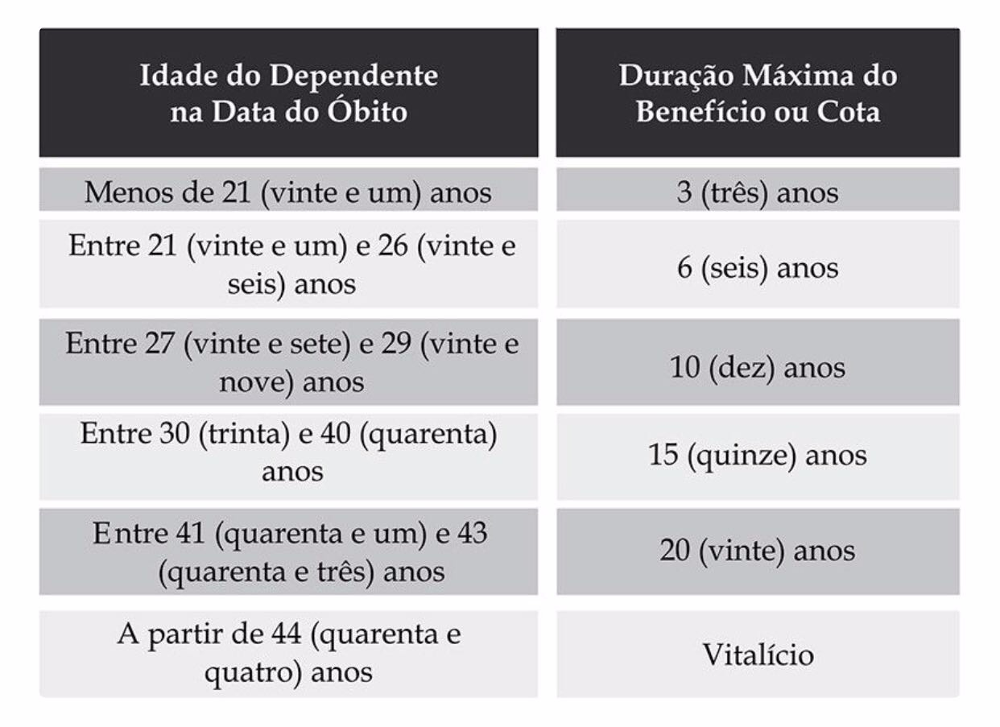 Idade do Dependente
na Data do Óbito
Duração Máxima do
Benefício ou Cota
Menos de 21 (vinte e um) anos
3 (três) anos
Entre 21 (vinte e um) e 26 (vinte e
seis) anos
6 (seis) anos
Entre 27 (vinte e sete) e 29 (vinte e
nove) anos
10 (dez) anos
Entre 30 (trinta) e 40 (quarenta)
anos
15 (quinze) anos
Entre 41 (quarenta e um) e 43
(quarenta e três) anos
20 (vinte) anos
A partir de 44 (quarenta e
quatro) anos
Vitalício